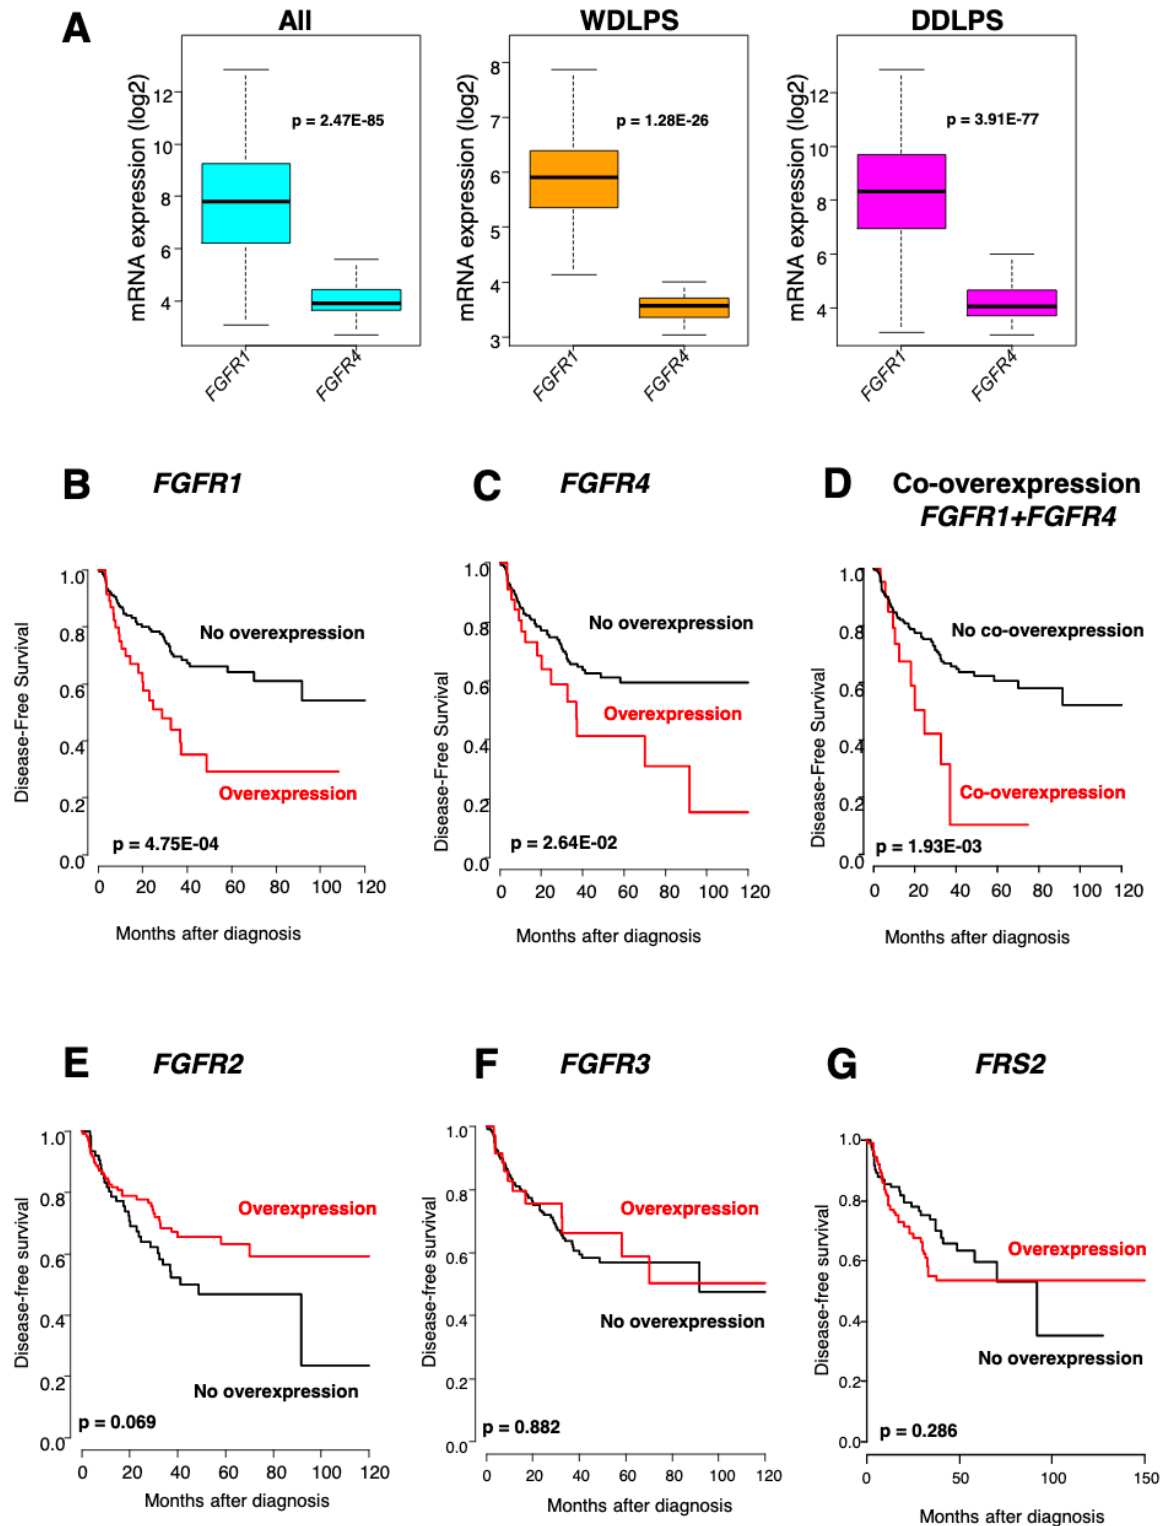 A
All
WDLPS
DDLPS
mRNA expression (log2)
12
10
8
6
4
p = 2.47E-85
FGFR1
FGFR4
mRNA expression (log2)
8
7
6
5
4
3
p = 1.28E-26
FGFR1
FGFR4
mRNA expression (log2)
12
10
8
6
4
p = 3.91E-77
FGFR1
FGFR4
B
FGFR1
Disease-Free Survival
1.0
0.8
0.6
0.4
0.2
0.0
No overexpression
Overexpression
p = 4.75E-04
0 20 40 60 80 100 120
Months after diagnosis
C
FGFR4
Disease-Free Survival
1.0
0.8
0.6
0.4
0.2
0.0
No overexpression
Overexpression
p = 2.64E-02
0 20 40 60 80 100 120
Months after diagnosis
D
Co-overexpression
FGFR1+FGFR4
Disease-Free Survival
1.0
0.8
0.6
0.4
0.2
0.0
No co-overexpression
Co-overexpression
p = 1.93E-03
0 20 40 60 80 100 120
Months after diagnosis
E
FGFR2
Disease-free survival
1.0
0.8
0.6
0.4
0.2
0.0
Overexpression
No overexpression
p = 0.069
0 20 40 60 80 100 120
Months after diagnosis
F
FGFR3
Disease-free survival
1.0
0.8
0.6
0.4
0.2
0.0
Overexpression
No overexpression
p = 0.882
0 20 40 60 80 100 120
Months after diagnosis
G
FRS2
Disease-free survival
1.0
0.8
0.6
0.4
0.2
0.0
Overexpression
No overexpression
p = 0.286
0 50 100 150
Months after diagnosis